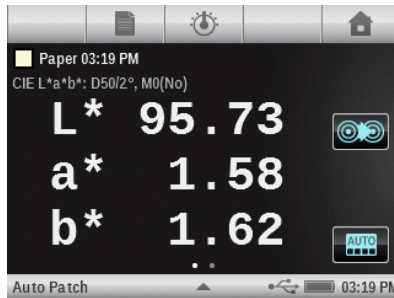 Paper 03:19 PM
CIE L*a*b*: D50/2°, M0(No)
L* 95.73
a* 1.58
b* 1.62
AUTO
Auto Patch 03:19 PM